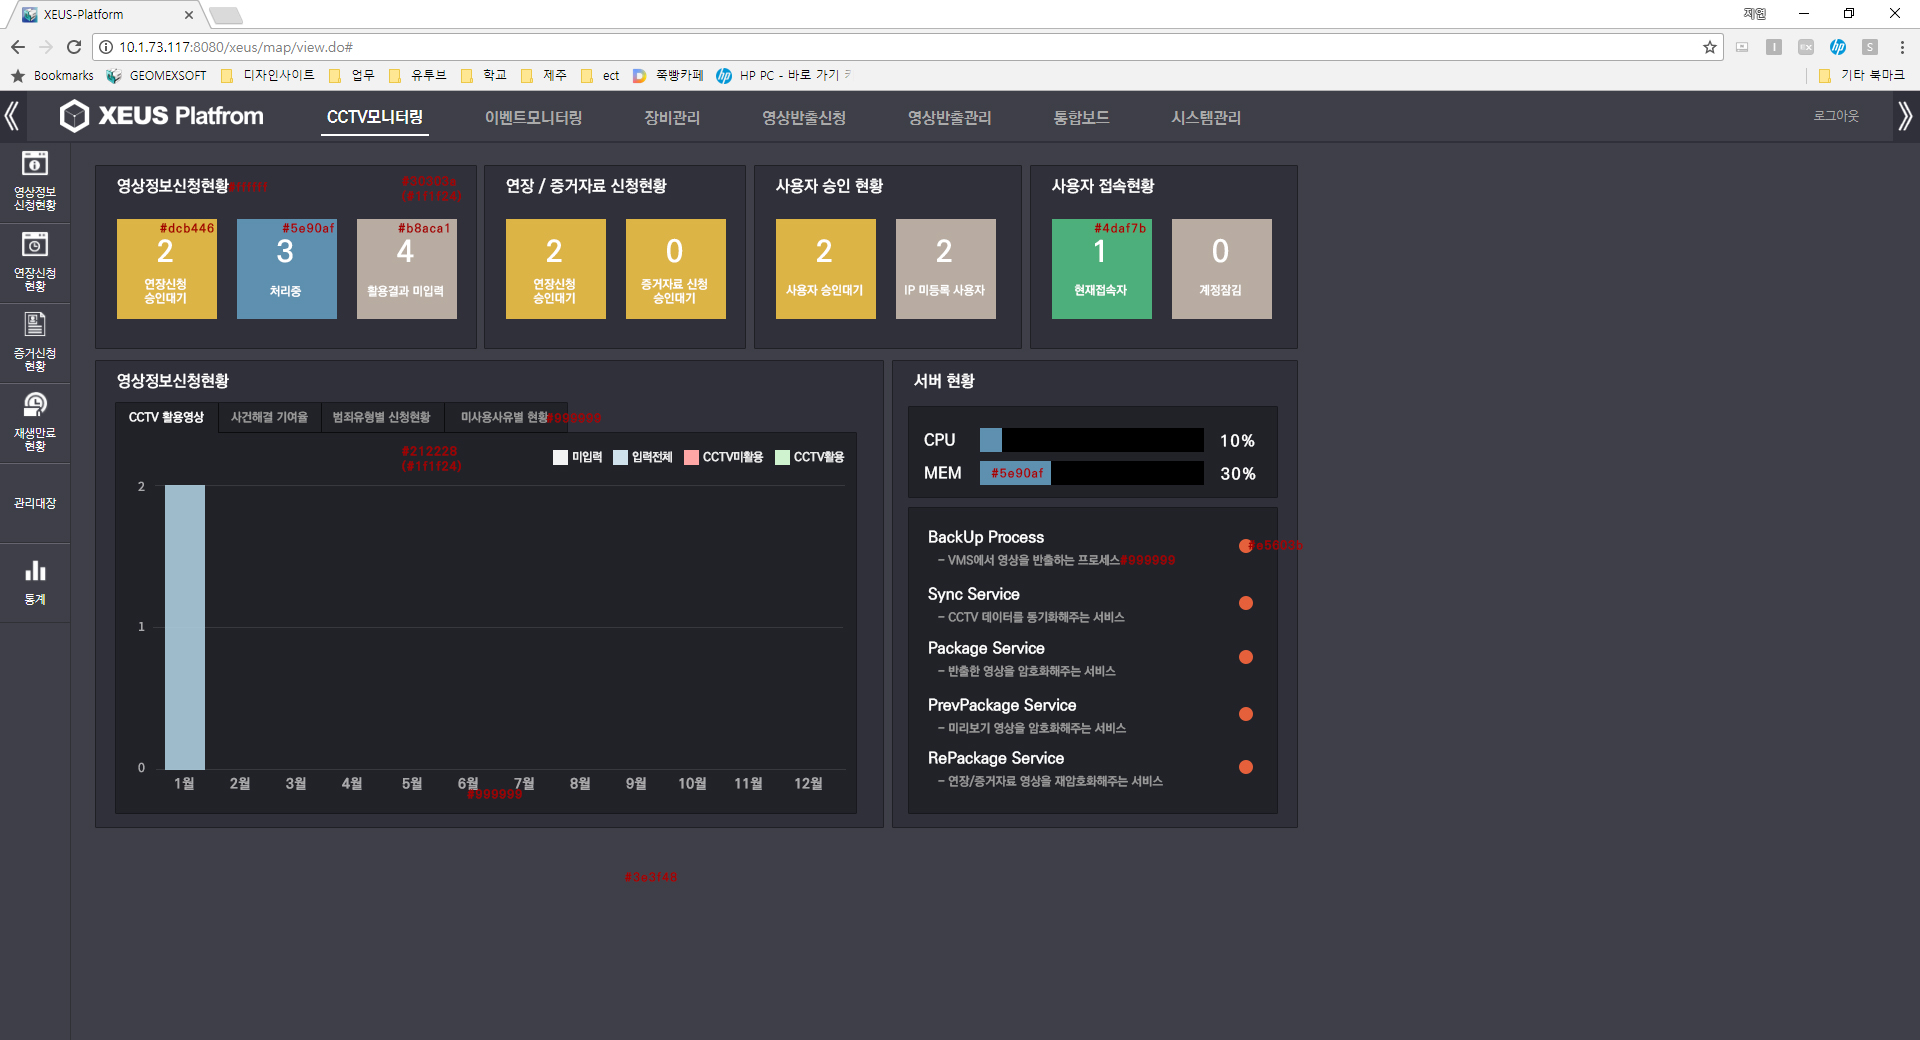 XEUS-Platform
제원
10.1.73.117:8080/xeus/map/view.do#
Bookmarks GEOMEXSOFT 디자인사이트 업무 유투브 학교 제주 ect 쭉빵카페 HP PC - 바로 가기 기타 북마크
XEUS Platfrom CCTV모니터링 이벤트모니터링 장비관리 영상반출신청 영상반출관리 통합보드 시스템관리 로그아웃
영상정보
신청현황
연장신청
현황
증거신청
현황
재생만료
현황
관리대장
통계
영상정보신청현황 #ffffff
(#1f1f24)
#dcb446
2
연장신청
승인대기
#5e90af
3
처리중
#b8aca1
4
활용결과 미입력
연장 / 증거자료 신청현황
2
연장신청
승인대기
0
증거자료 신청
승인대기
사용자 승인 현황
2
사용자 승인대기
2
IP 미등록 사용자
사용자 접속현황
#4daf7b
1
현재접속자
0
계정잠김
영상정보신청현황
CCTV 활용영상 사건해결 기여율 범죄유형별 신청현황 미사용사유별 현황 #999999
#212228
(#1f1f24)
미입력 입력전체 CCTV미활용 CCTV활용
2
1
0
1월 2월 3월 4월 5월 6월 7월 8월 9월 10월 11월 12월
#999999
서버 현황
CPU 10%
MEM #5e90af 30%
BackUp Process
- VMS에서 영상을 반출하는 프로세스 #999999
Sync Service
- CCTV 데이터를 동기화해주는 서비스
Package Service
- 반출한 영상을 암호화해주는 서비스
PrevPackage Service
- 미리보기 영상을 암호화해주는 서비스
RePackage Service
- 연장/증거자료 영상을 재암호화해주는 서비스
#3e3f48